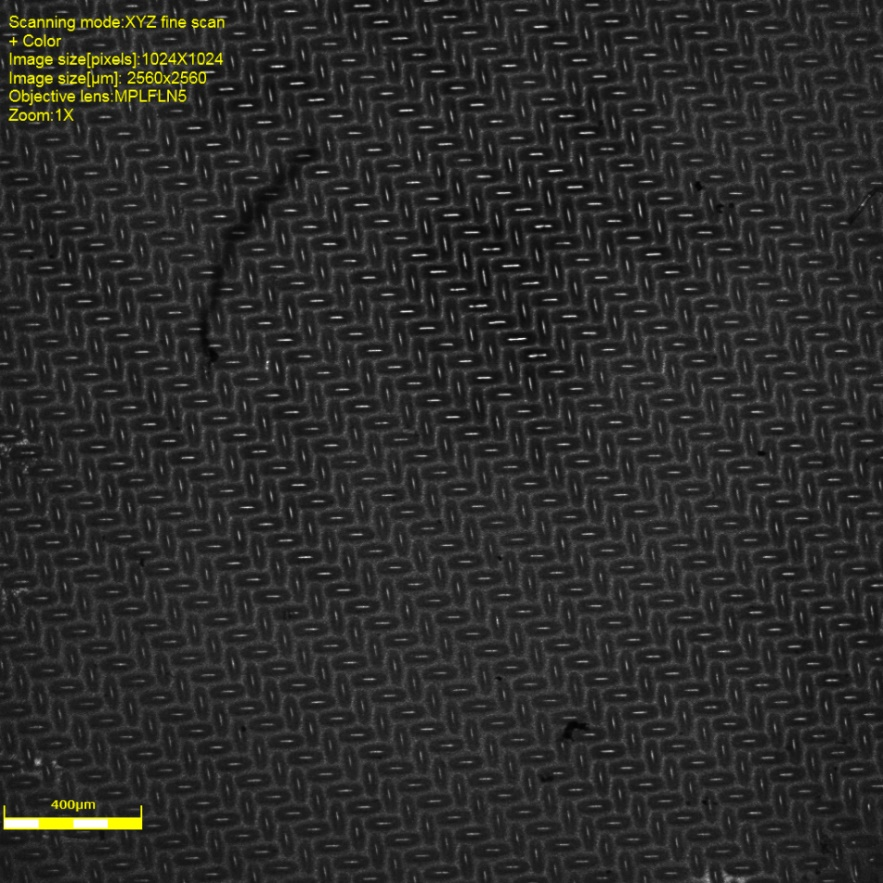 Scanning mode:XYZ fine scan
+ Color
Image size[pixels]:1024X1024
Image size[µm]: 2560x2560
Objective lens:MPLFLN5
Zoom:1X
400µm